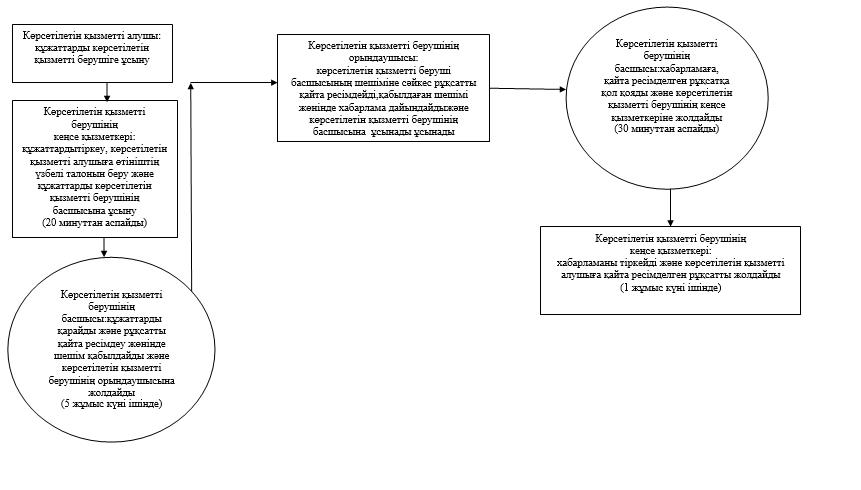 Көрсетілетін қызметті алушы:
құжаттарды көрсетілетін
қызметті берушіге ұсыну
Көрсетілетін қызметті
берушінің
кеңсе қызметкері:
құжаттардытіркеу, көрсетілетін
қызметті алушыға өтініштің
үзбелі талонын беру және
құжаттарды көрсетілетін
қызметті берушінің
басшысына ұсыну
(20 минуттан аспайды)
Көрсетілетін қызметті
берушінің
басшысы:құжаттарды
қарайды және рұқсатты
қайта ресімдеу жөнінде
шешім қабылдайды және
көрсетілетін қызметті
берушінің орындаушысына
жолдайды
(5 жұмыс күні ішінде)
Көрсетілетін қызметті берушінің
орындаушысы:
көрсетілетін қызметті беруші
басшысының шешіміне сәйкес рұқсатты
қайта ресімдейді,қабылдаған шешімі
жөнінде хабарлама дайындайдыжәне
көрсетілетін қызметті берушінің
басшысына ұсынады ұсынады
Көрсетілетін қызметті
берушінің
басшысы:хабарламаға,
қайта ресімделген рұқсатқа
қол қояды және көрсетілетін
қызметті берушінің кеңсе
қызметкеріне жолдайды
(30 минуттан аспайды)
Көрсетілетін қызметті берушінің
кеңсе қызметкері:
хабарламаны тіркейді және көрсетілетін қызметті
алушыға қайта ресімделген рұқсатты жолдайды
(1 жұмыс күні ішінде)